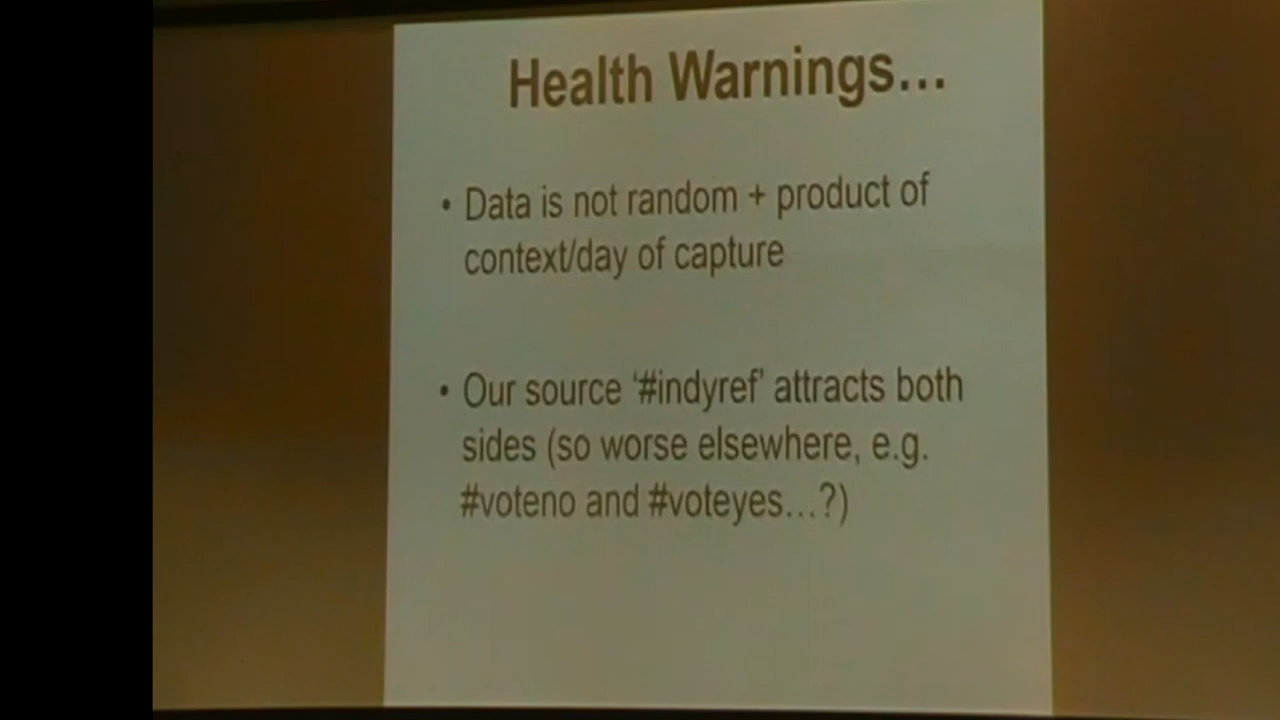 Health Warnings...
• Data is not random + product of
context/day of capture
• Our source ‘#indyref’ attracts both
sides (so worse elsewhere, e.g.
#voteno and #voteyes...?)